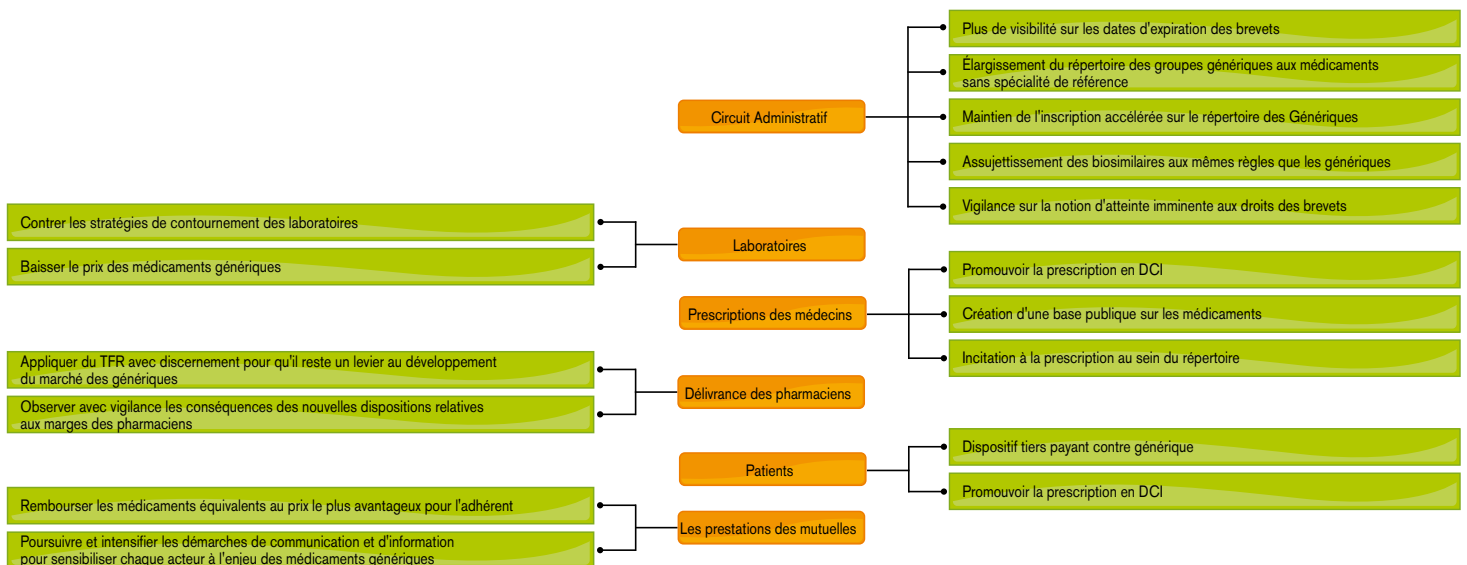 Circuit Administratif
Plus de visibilité sur les dates d'expiration des brevets
Élargissement du répertoire des groupes génériques aux médicaments
sans spécialité de référence
Maintien de l'inscription accélérée sur le répertoire des Génériques
Assujettissement des biosimilaires aux mêmes règles que les génériques
Vigilance sur la notion d'atteinte imminente aux droits des brevets
Laboratoires
Contrer les stratégies de contournement des laboratoires
Baisser le prix des médicaments génériques
Prescriptions des médecins
Promouvoir la prescription en DCI
Création d'une base publique sur les médicaments
Incitation à la prescription au sein du répertoire
Délivrance des pharmaciens
Appliquer du TFR avec discernement pour qu'il reste un levier au développement
du marché des génériques
Observer avec vigilance les conséquences des nouvelles dispositions relatives
aux marges des pharmaciens
Patients
Dispositif tiers payant contre générique
Promouvoir la prescription en DCI
Les prestations des mutuelles
Rembourser les médicaments équivalents au prix le plus avantageux pour l'adhérent
Poursuivre et intensifier les démarches de communication et d'information
pour sensibiliser chaque acteur à l'enjeu des médicaments génériques